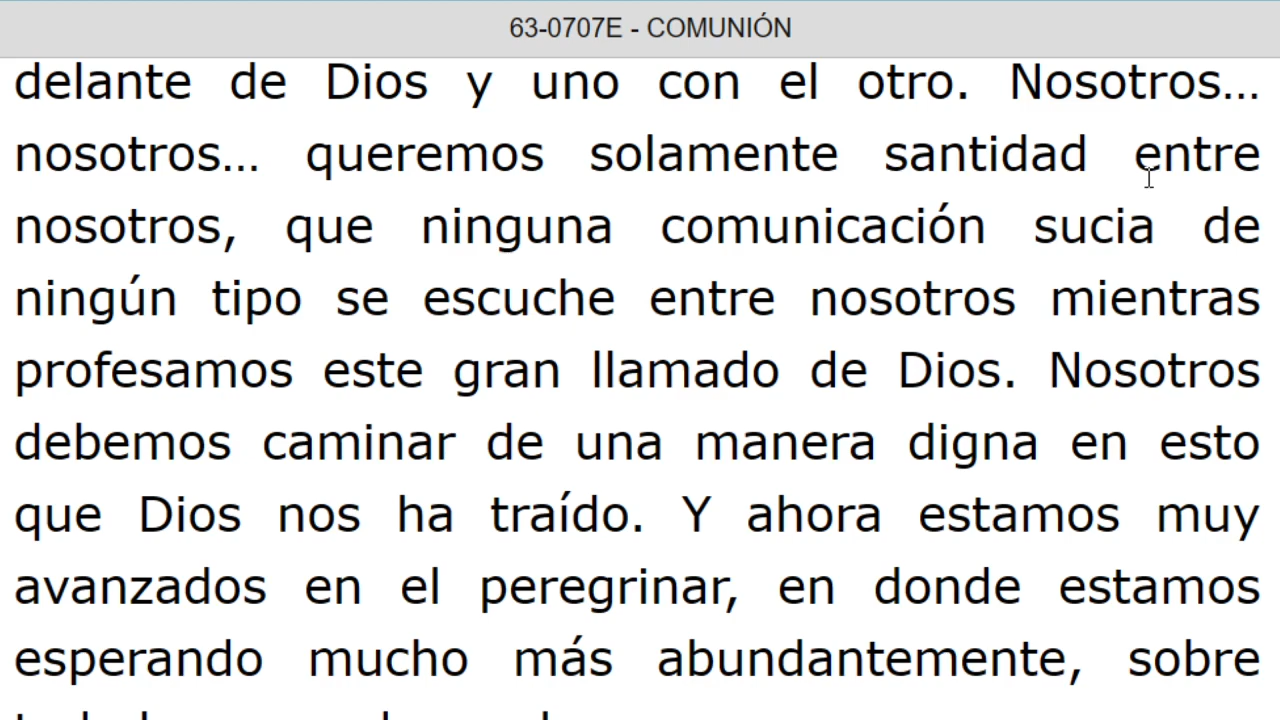 63-0707E - COMUNIÓN
delante de Dios y uno con el otro. Nosotros...
nosotros... queremos solamente santidad entre
nosotros, que ninguna comunicación sucia de
ningún tipo se escuche entre nosotros mientras
profesamos este gran llamado de Dios. Nosotros
debemos caminar de una manera digna en esto
que Dios nos ha traído. Y ahora estamos muy
avanzados en el peregrinar, en donde estamos
esperando mucho más abundantemente, sobre